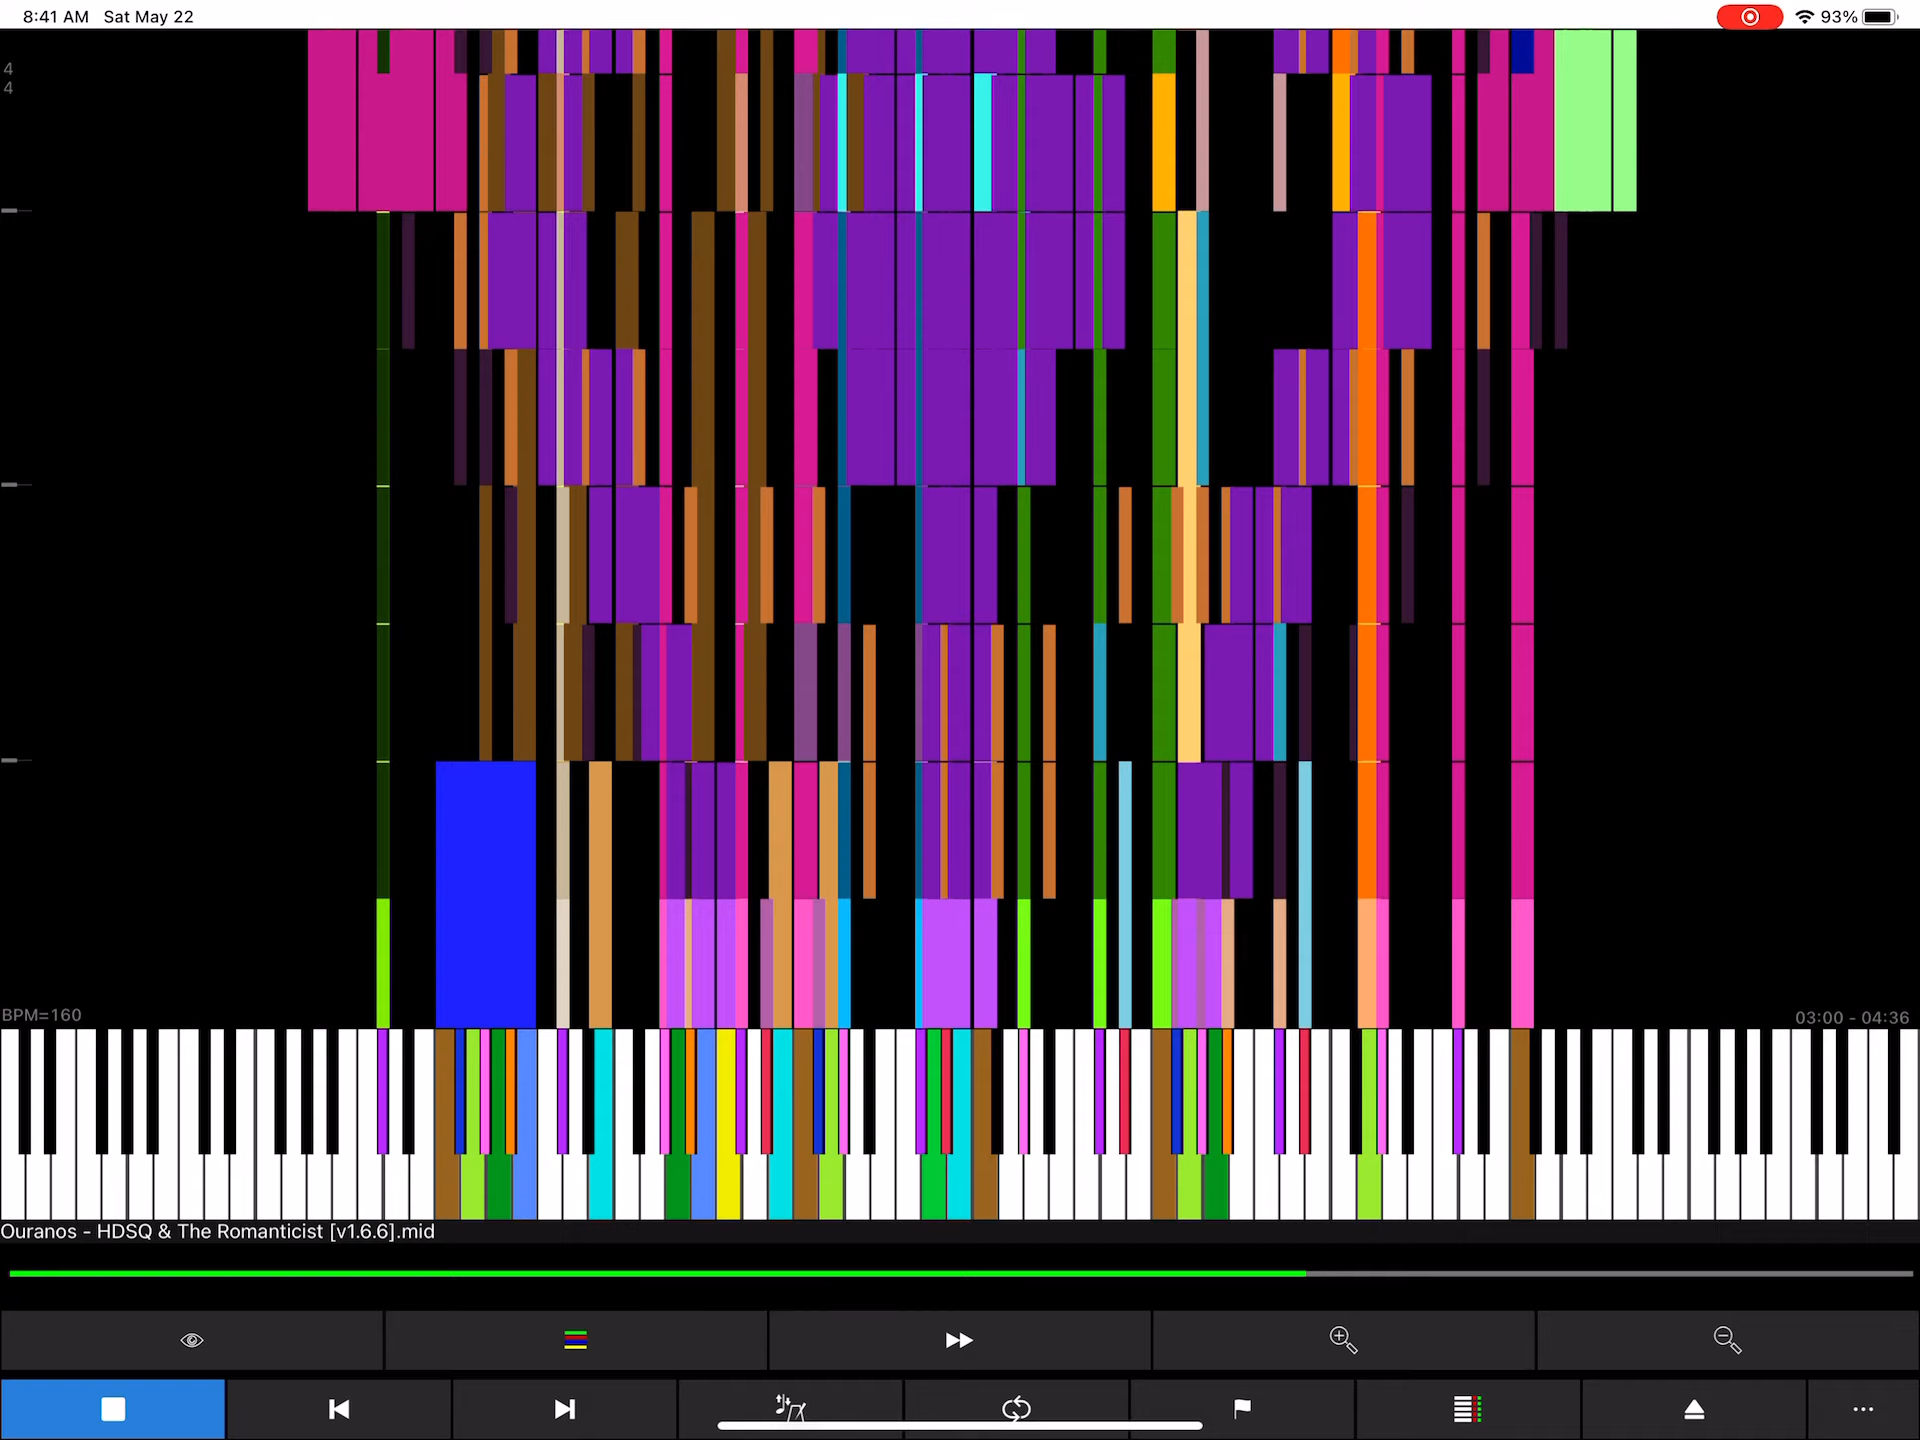 8:41 AM Sat May 22
93%
4
4
BPM=160
03:00 - 04:36
Ouranos - HDSQ & The Romanticist [v1.6.6].mid